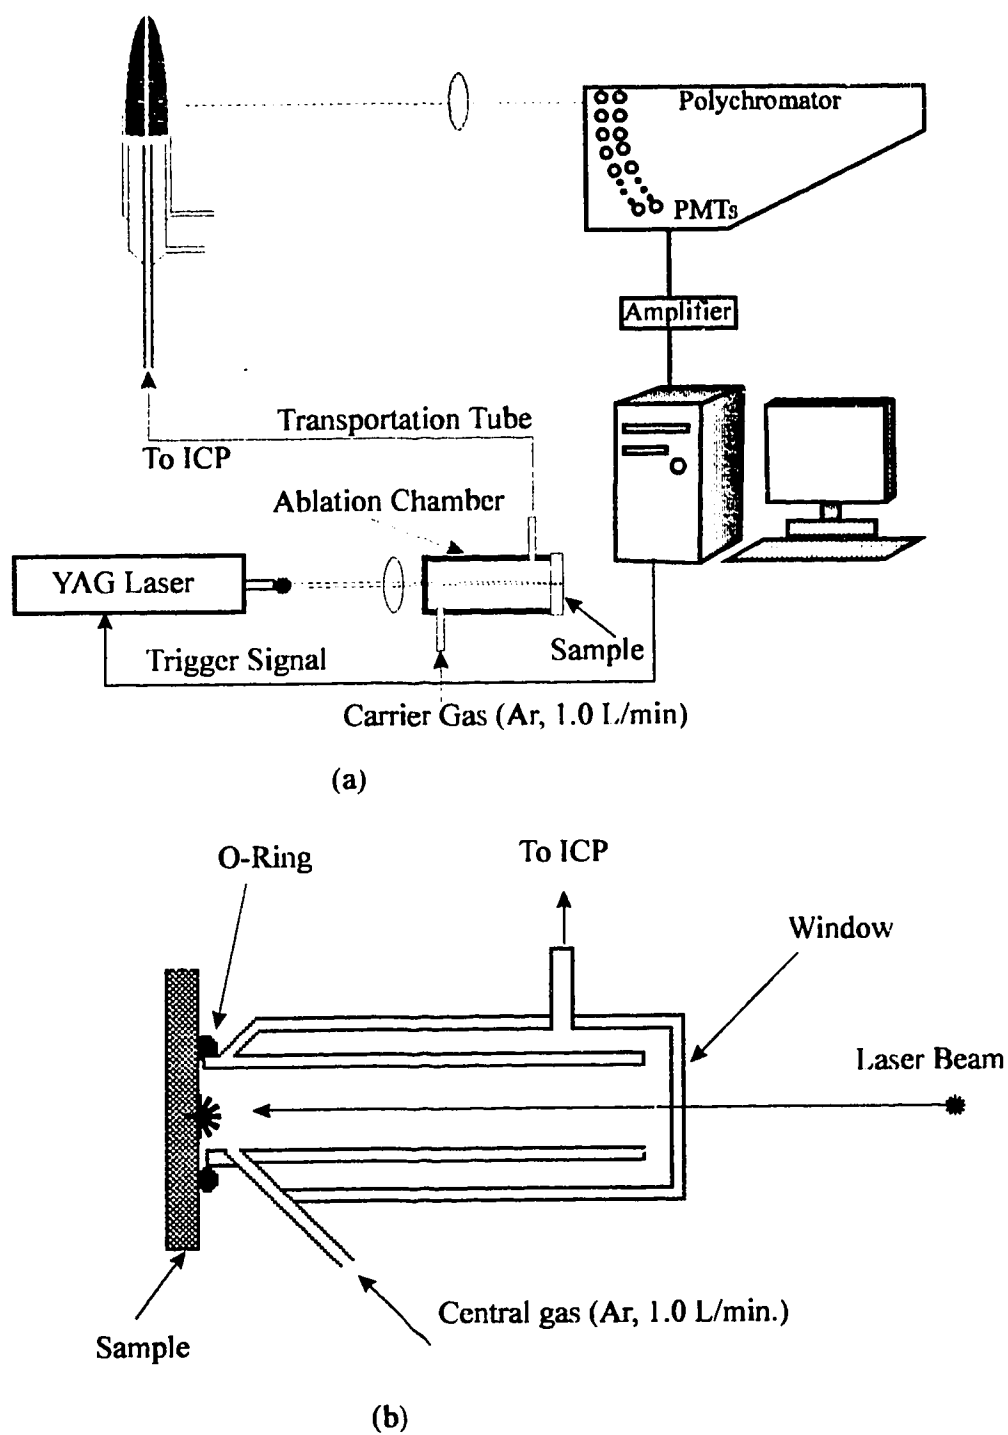 Polychromator
PMTs
Amplifier
Transportation Tube
To ICP
Ablation Chamber
YAG Laser
Sample
Trigger Signal
Carrier Gas (Ar, 1.0 L/min)
(a)
O-Ring
To ICP
Window
Laser Beam
Central gas (Ar, 1.0 L/min.)
Sample
(b)